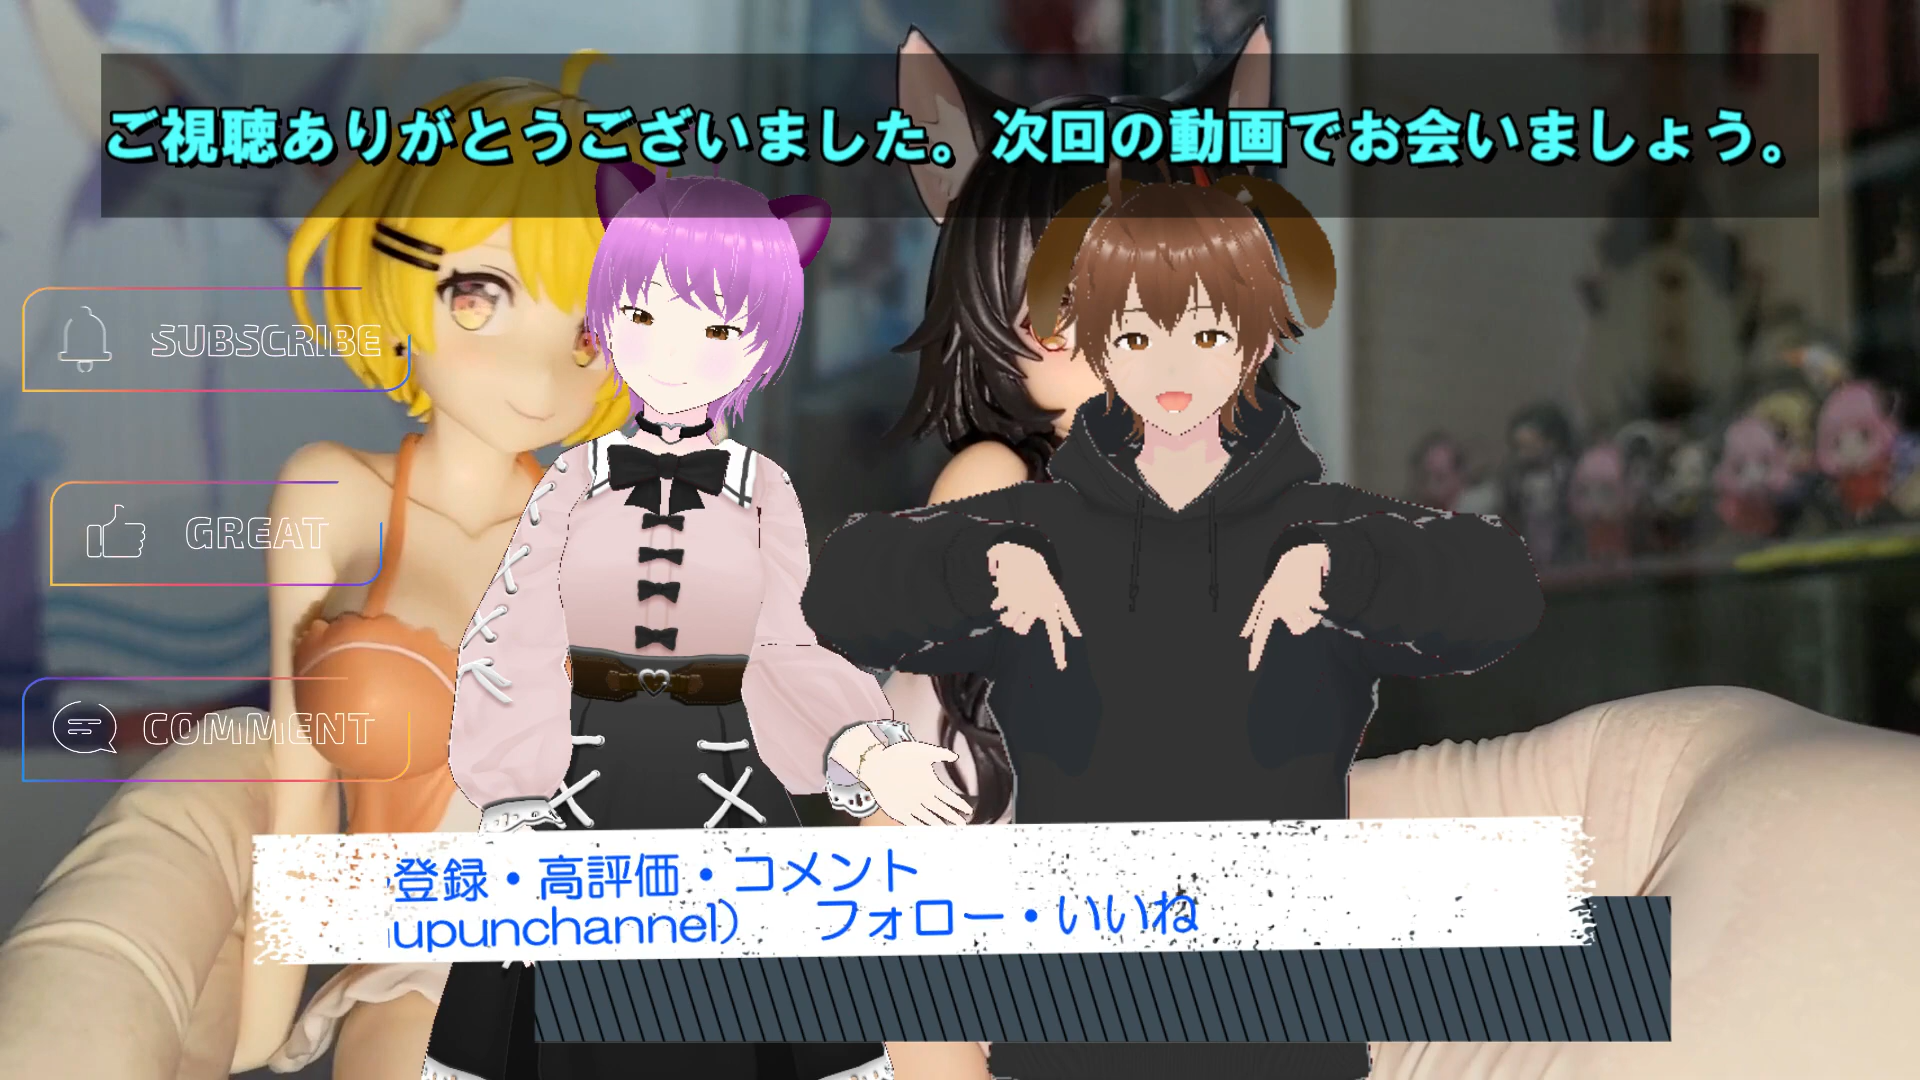 ご視聴ありがとうございました。次回の動画でお会いましょう。
SUBSCRIBE
GREAT
COMMENT
登録・高評価・コメント
upunchannel） フォロー・いいね